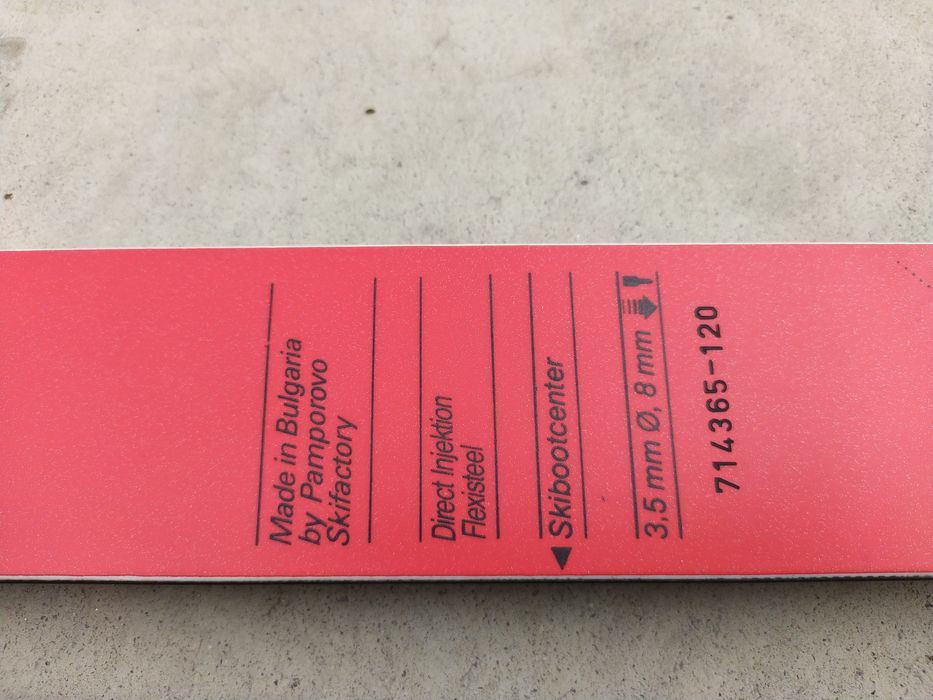 Made in Bulgaria
by Pamporovo
Skifactory
Direct Injektion
Flexisteel
Skibootcenter
3,5 mm Ø, 8 mm
714365-120